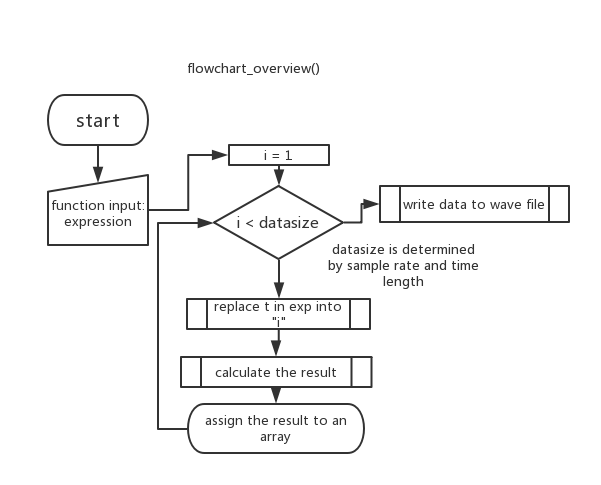 flowchart_overview()
start
function input:
expression
i = 1
i < datasize
write data to wave file
datasize is determined
by sample rate and time
length
replace t in exp into
"i"
calculate the result
assign the result to an
array